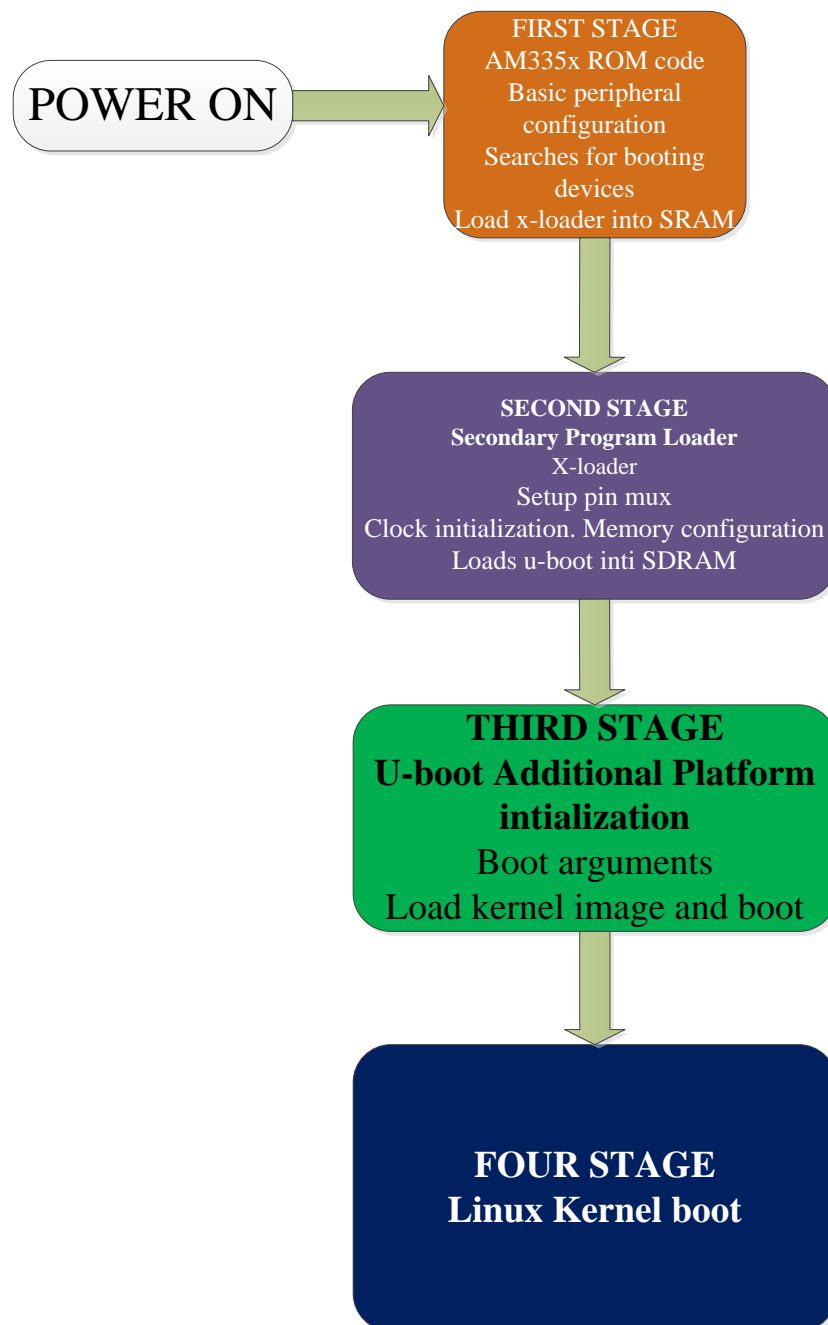 POWER ON
FIRST STAGE
AM335x ROM code
Basic peripheral
configuration
Searches for booting
devices
Load x-loader into SRAM
SECOND STAGE
Secondary Program Loader
X-loader
Setup pin mux
Clock initialization. Memory configuration
Loads u-boot inti SDRAM
THIRD STAGE
U-boot Additional Platform
intialization
Boot arguments
Load kernel image and boot
FOUR STAGE
Linux Kernel boot